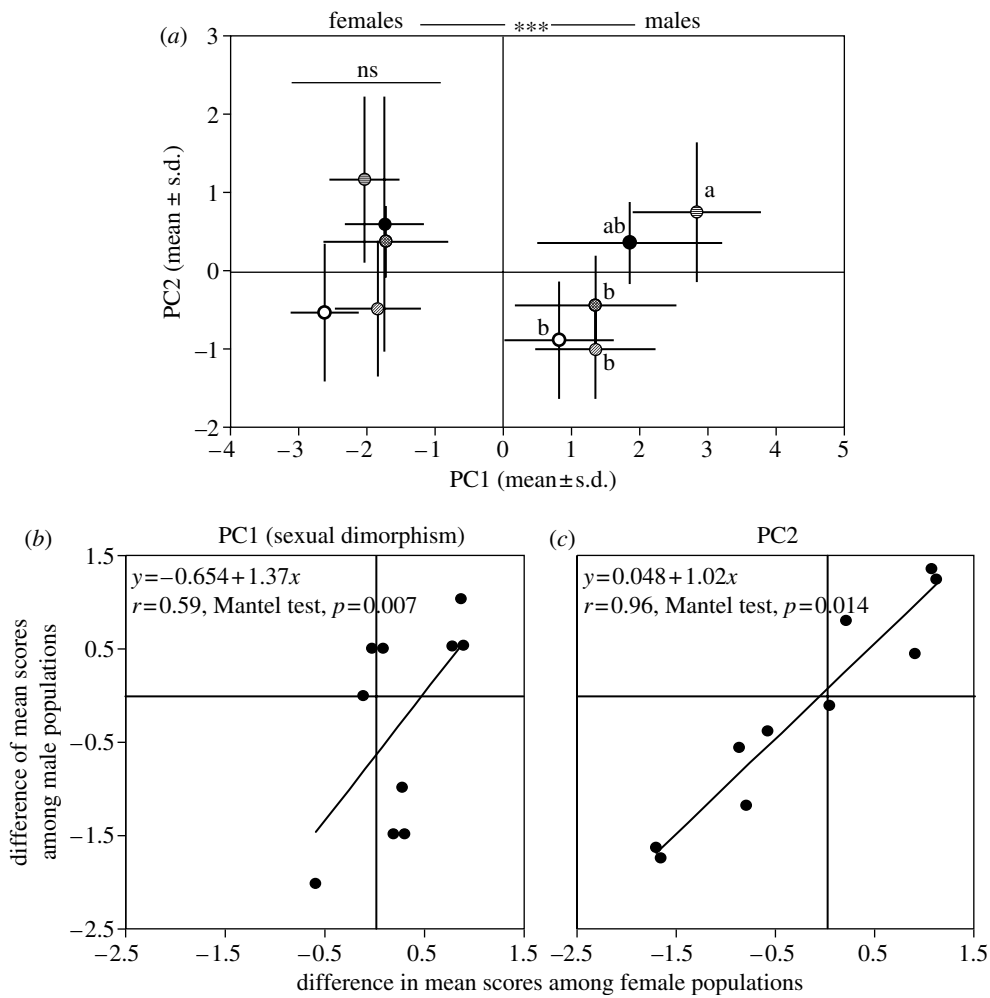 females *** males
(a)
3
2
1
0
−1
−2
PC2 (mean ± s.d.)
ns
a
ab
b
b
b
−4 −3 −2 −1 0 1 2 3 4 5
PC1 (mean ± s.d.)
(b) PC1 (sexual dimorphism)
1.5
0.5
−0.5
−1.5
−2.5
difference of mean scores
among male populations
y=−0.654+1.37x
r=0.59, Mantel test, p=0.007
−2.5 −1.5 −0.5 0.5 1.5
(c) PC2
y=0.048+1.02x
r=0.96, Mantel test, p=0.014
−2.5 −1.5 −0.5 0.5 1.5
difference in mean scores among female populations